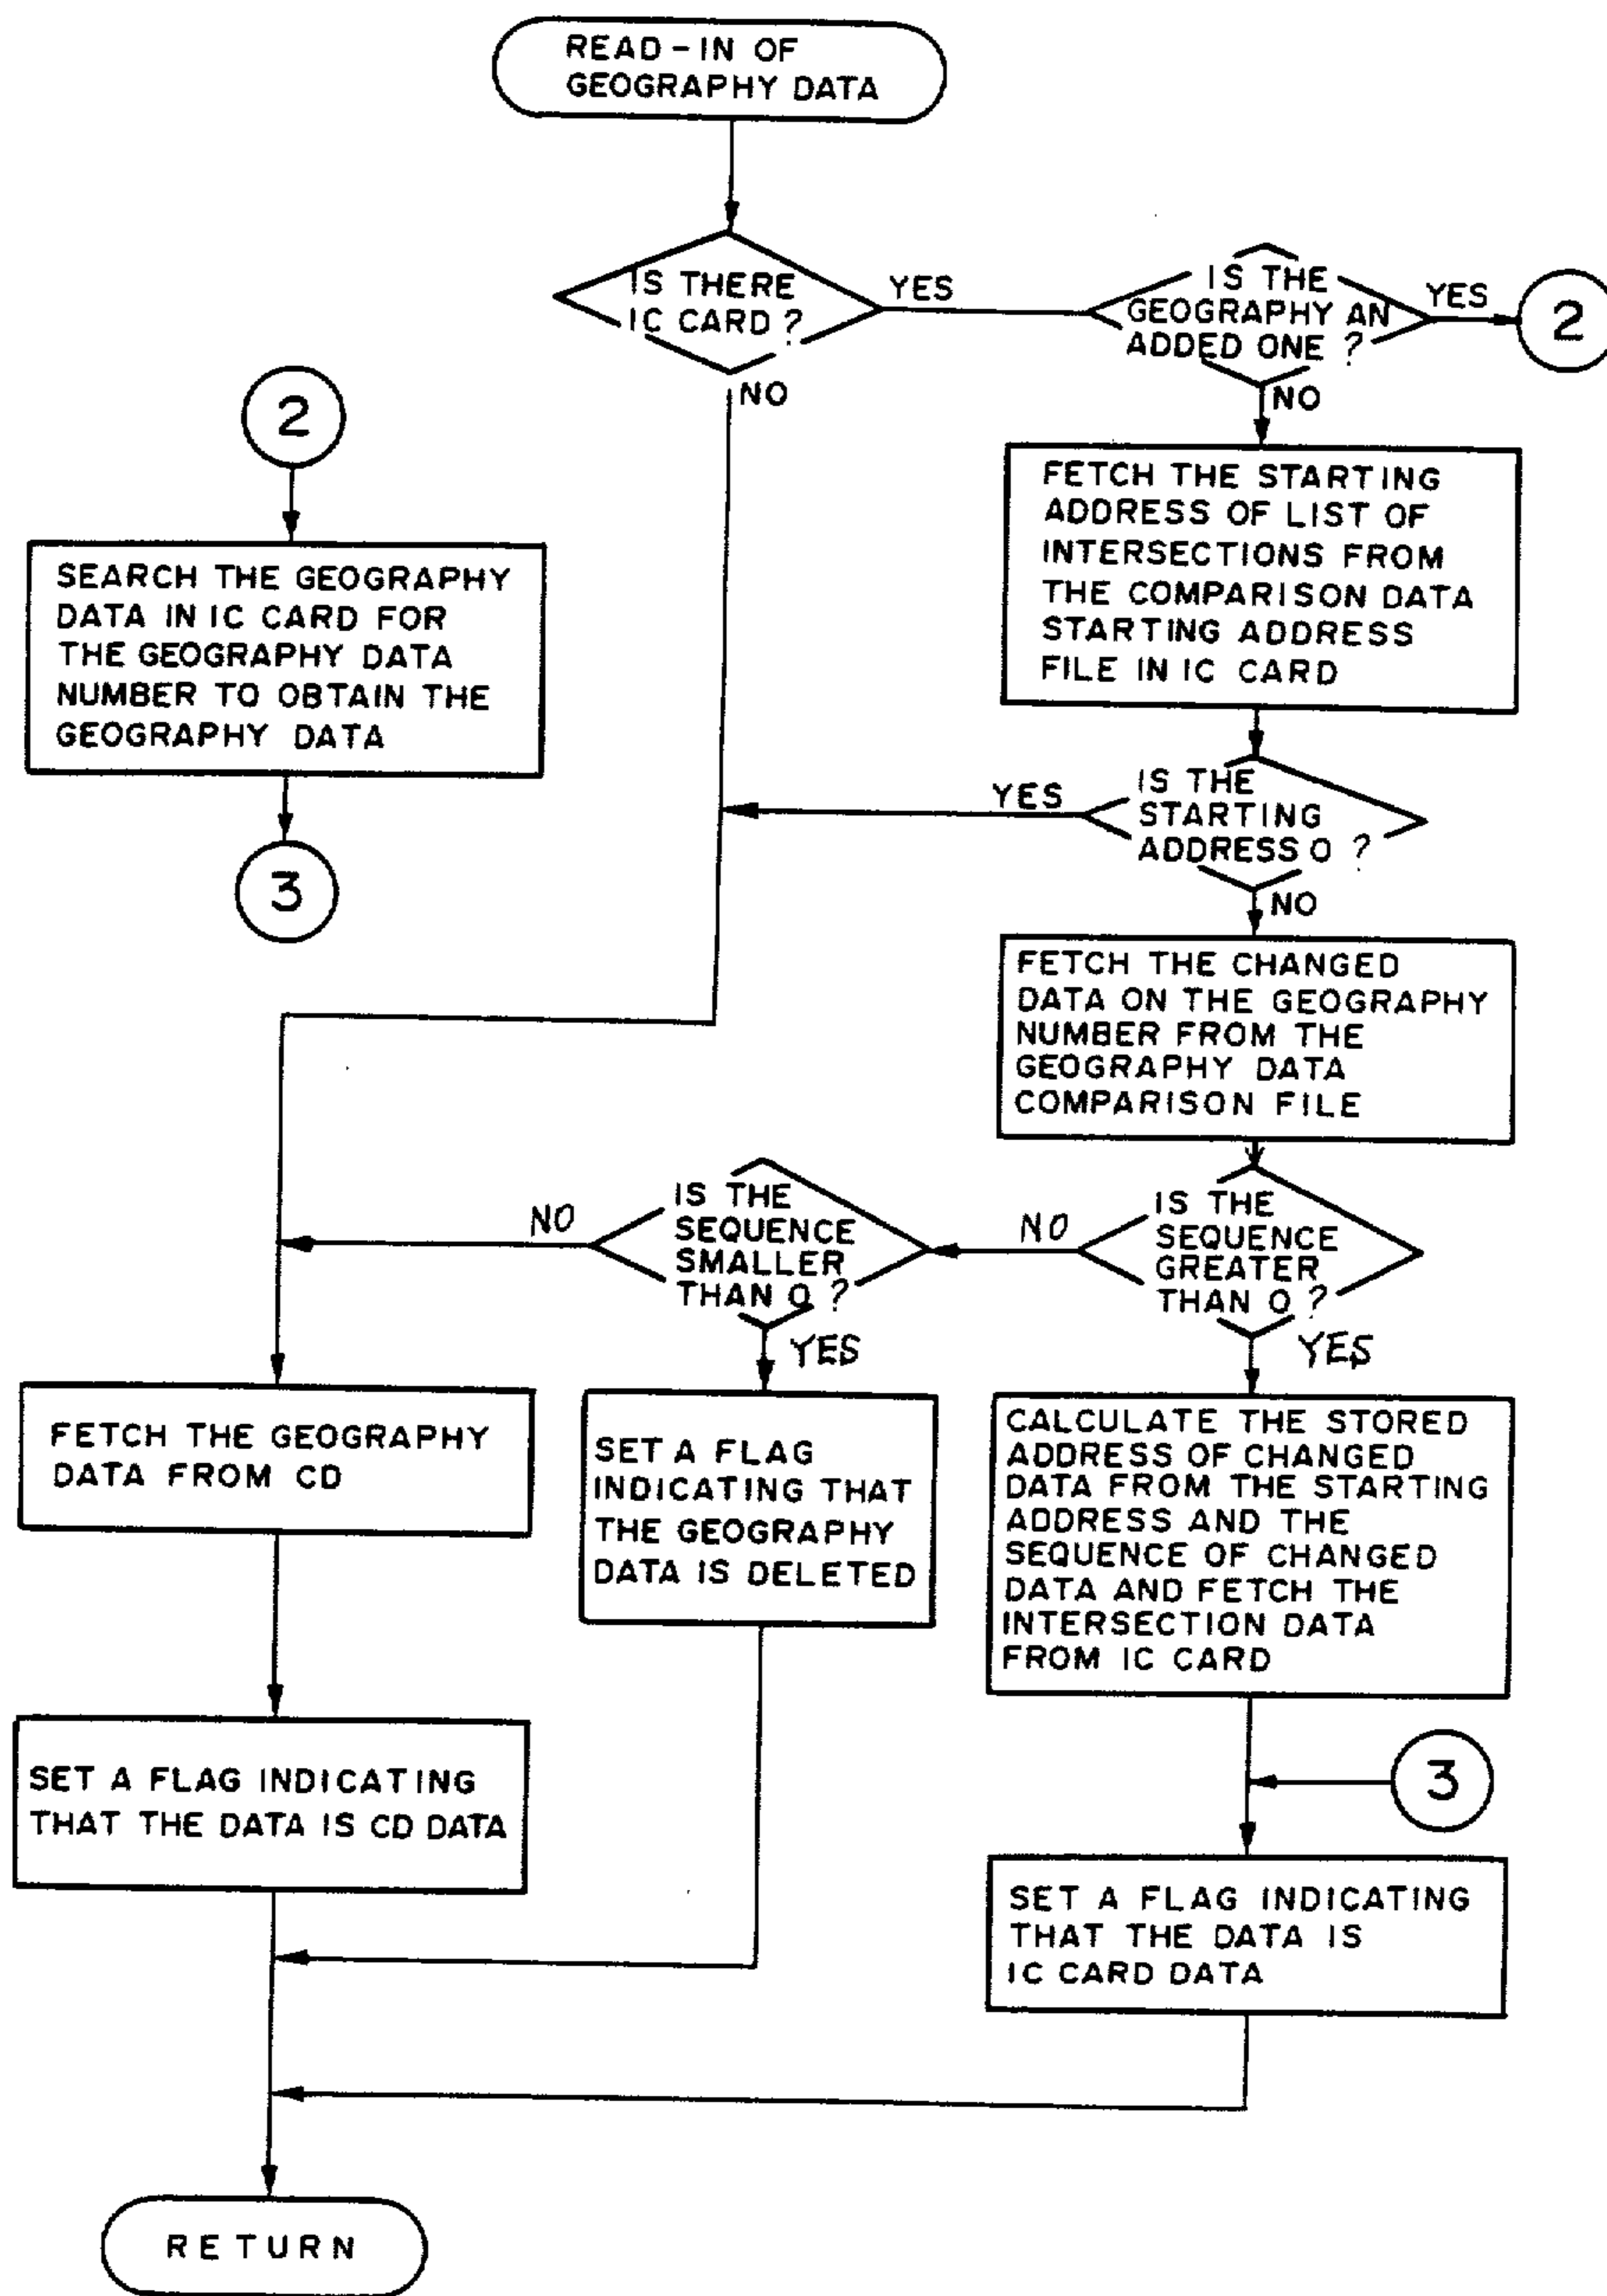 READ-IN OF
GEOGRAPHY DATA
IS THERE
IC CARD?
YES
NO
IS THE
GEOGRAPHY AN
ADDED ONE?
YES
2
NO
2
SEARCH THE GEOGRAPHY
DATA IN IC CARD FOR
THE GEOGRAPHY DATA
NUMBER TO OBTAIN THE
GEOGRAPHY DATA
3
FETCH THE STARTING
ADDRESS OF LIST OF
INTERSECTIONS FROM
THE COMPARISON DATA
STARTING ADDRESS
FILE IN IC CARD
IS THE
STARTING
ADDRESS 0?
YES
NO
FETCH THE CHANGED
DATA ON THE GEOGRAPHY
NUMBER FROM THE
GEOGRAPHY DATA
COMPARISON FILE
IS THE
SEQUENCE
GREATER
THAN 0?
NO
YES
IS THE
SEQUENCE
SMALLER
THAN 0?
NO
YES
FETCH THE GEOGRAPHY
DATA FROM CD
SET A FLAG
INDICATING THAT
THE GEOGRAPHY
DATA IS DELETED
CALCULATE THE STORED
ADDRESS OF CHANGED
DATA FROM THE STARTING
ADDRESS AND THE
SEQUENCE OF CHANGED
DATA AND FETCH THE
INTERSECTION DATA
FROM IC CARD
SET A FLAG INDICATING
THAT THE DATA IS CD DATA
3
SET A FLAG INDICATING
THAT THE DATA IS
IC CARD DATA
RETURN